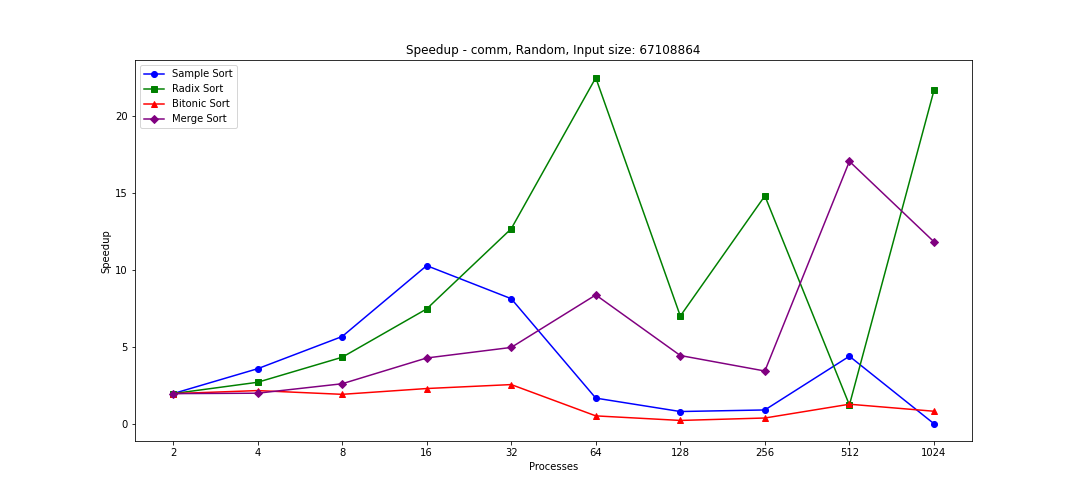 Speedup - comm, Random, Input size: 67108864
Sample Sort
Radix Sort
Bitonic Sort
Merge Sort
Speedup
20
15
10
5
0
2 4 8 16 32 64 128 256 512 1024
Processes